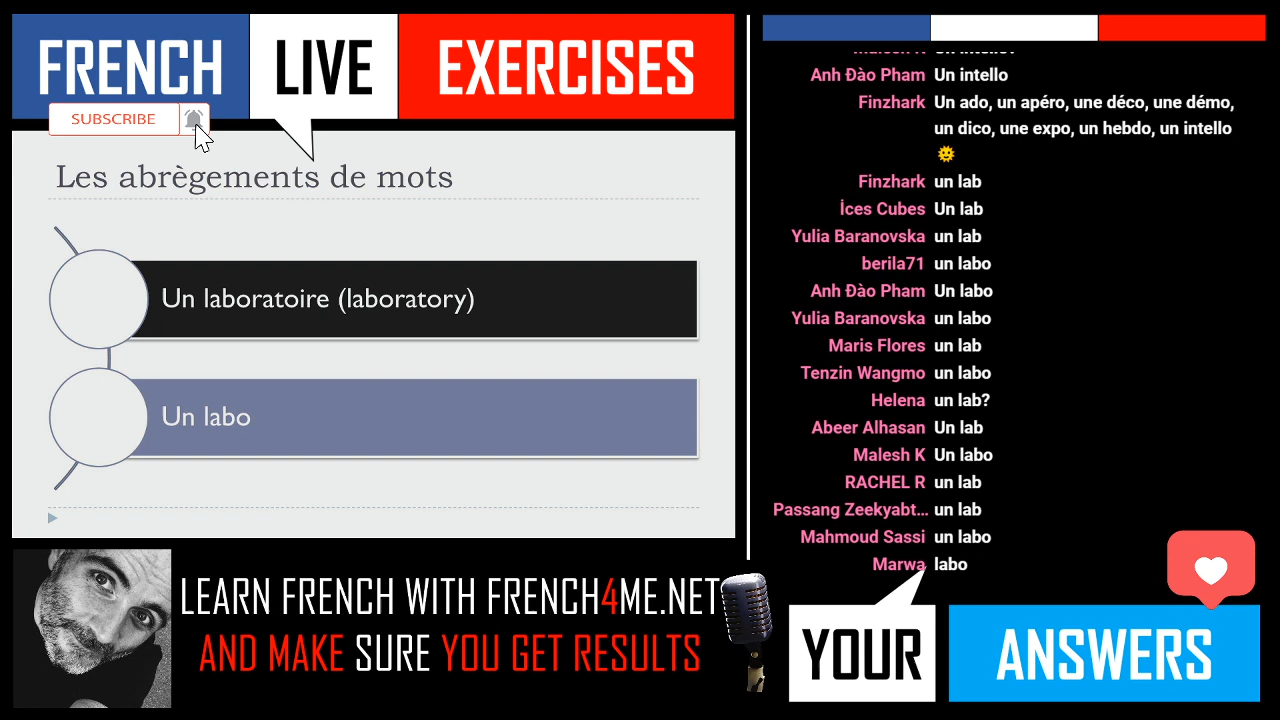 FRENCH LIVE EXERCISES
SUBSCRIBE
Les abrègements de mots
Un laboratoire (laboratory)
Un labo
LEARN FRENCH WITH FRENCH4ME.NET
AND MAKE SURE YOU GET RESULTS
Anh Đào Pham Un intello
Finzhark Un ado, un apéro, une déco, une démo,
un dico, une expo, un hebdo, un intello
🌞
Finzhark un lab
İces Cubes Un lab
Yulia Baranovska un lab
berila71 un labo
Anh Đào Pham Un labo
Yulia Baranovska un labo
Maris Flores un lab
Tenzin Wangmo un labo
Helena un lab?
Abeer Alhasan Un lab
Malesh K Un labo
RACHEL R un lab
Passang Zeekyabt... un lab
Mahmoud Sassi un labo
Marwa labo
YOUR ANSWERS